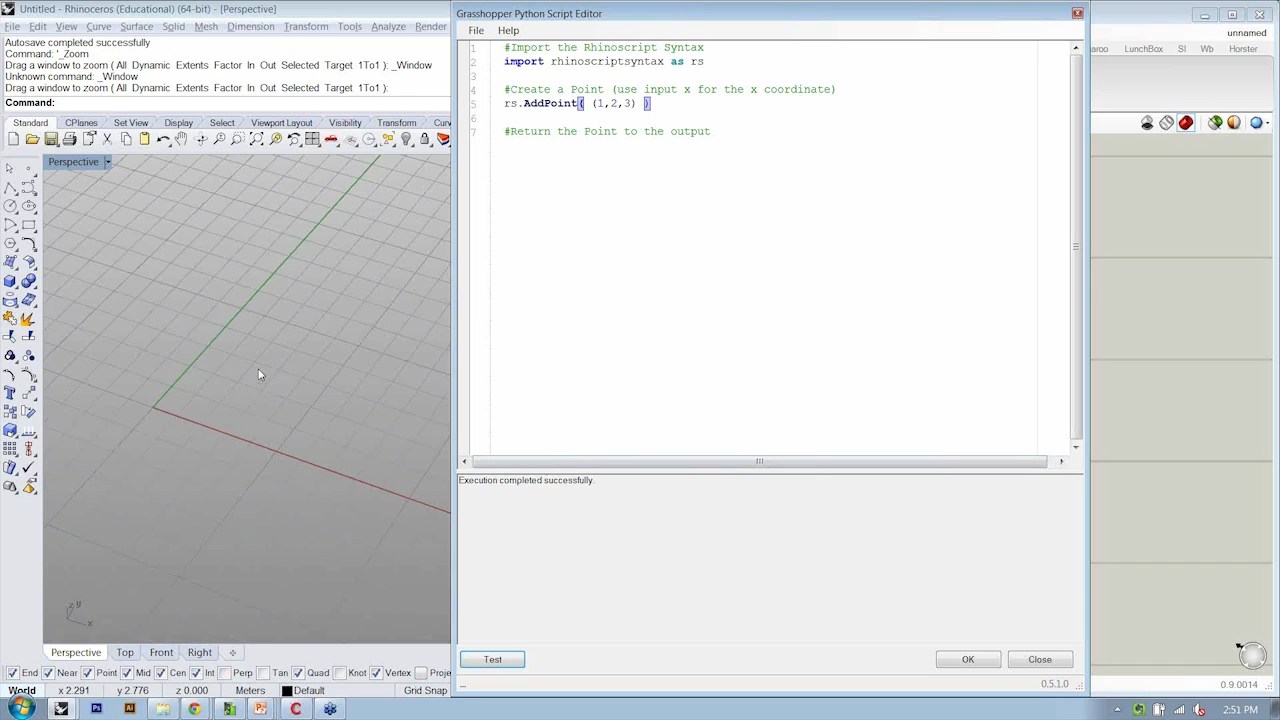 Untitled - Rhinoceros (Educational) (64-bit) - [Perspective]
File Edit View Curve Surface Solid Mesh Dimension Transform Tools Analyze Render
Autosave completed successfully
Command: '_Zoom
Drag a window to zoom ( All Dynamic Extents Factor In Out Selected Target 1To1 ): _Window
Unknown command: _Window
Drag a window to zoom ( All Dynamic Extents Factor In Out Selected Target 1To1 ):
Command:
Standard CPlanes Set View Display Select Viewport Layout Visibility Transform Cur
Perspective
z y
x
Perspective Top Front Right
End Near Point Mid Cen Int Perp Tan Quad Knot Vertex Proje
World x 2.291 y 2.776 z 0.000 Meters Default Grid Snap
Grasshopper Python Script Editor
File Help
1 #Import the Rhinoscript Syntax
2 import rhinoscriptsyntax as rs
3
4 #Create a Point (use input x for the x coordinate)
5 rs.AddPoint( (1,2,3) )
6
7 #Return the Point to the output
Execution completed successfully.
Test OK Close
... 0.5.1.0
unnamed
aroo LunchBox SI Wb Horster
0.9.0014
Ps Ai C
2:51 PM